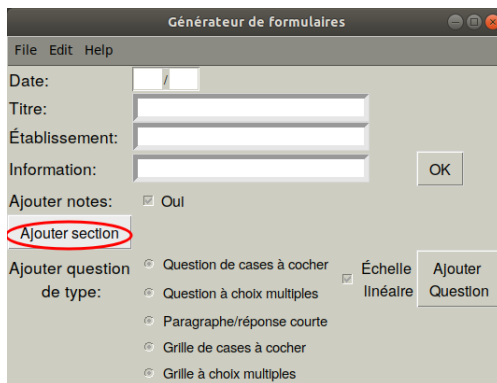 Générateur de formulaires
File Edit Help
Date: /
Titre:
Établissement:
Information: OK
Ajouter notes: Oui
Ajouter section
Ajouter question de type:
Question de cases à cocher
Question à choix multiples
Paragraphe/réponse courte
Grille de cases à cocher
Grille à choix multiples
Échelle
linéaire
Ajouter
Question